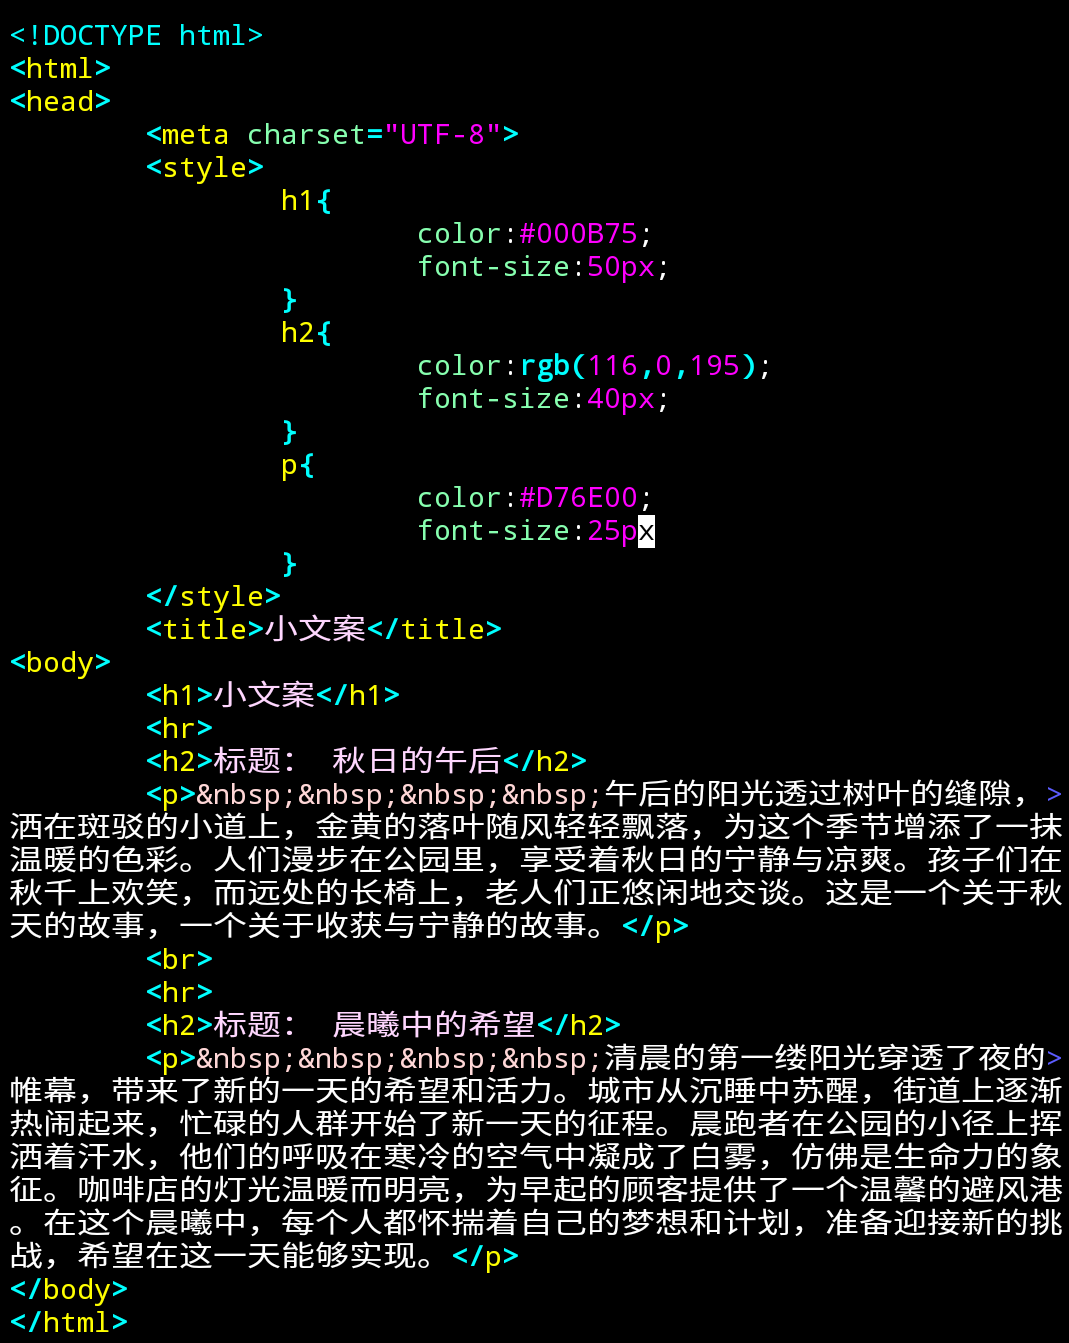 <!DOCTYPE html>
<html>
<head>
        <meta charset="UTF-8">
        <style>
                h1{
                        color:#000B75;
                        font-size:50px;
                }
                h2{
                        color:rgb(116,0,195);
                        font-size:40px;
                }
                p{
                        color:#D76E00;
                        font-size:25px
                }
        </style>
        <title>小文案</title>
<body>
        <h1>小文案</h1>
        <hr>
        <h2>标题： 秋日的午后</h2>
        <p>&nbsp;&nbsp;&nbsp;&nbsp;午后的阳光透过树叶的缝隙，>
洒在斑驳的小道上，金黄的落叶随风轻轻飘落，为这个季节增添了一抹
温暖的色彩。人们漫步在公园里，享受着秋日的宁静与凉爽。孩子们在
秋千上欢笑，而远处的长椅上，老人们正悠闲地交谈。这是一个关于秋
天的故事，一个关于收获与宁静的故事。</p>
        <br>
        <hr>
        <h2>标题： 晨曦中的希望</h2>
        <p>&nbsp;&nbsp;&nbsp;&nbsp;清晨的第一缕阳光穿透了夜的>
帷幕，带来了新的一天的希望和活力。城市从沉睡中苏醒，街道上逐渐
热闹起来，忙碌的人群开始了新一天的征程。晨跑者在公园的小径上挥
洒着汗水，他们的呼吸在寒冷的空气中凝成了白雾，仿佛是生命力的象
征。咖啡店的灯光温暖而明亮，为早起的顾客提供了一个温馨的避风港
。在这个晨曦中，每个人都怀揣着自己的梦想和计划，准备迎接新的挑
战，希望在这一天能够实现。</p>
</body>
</html>